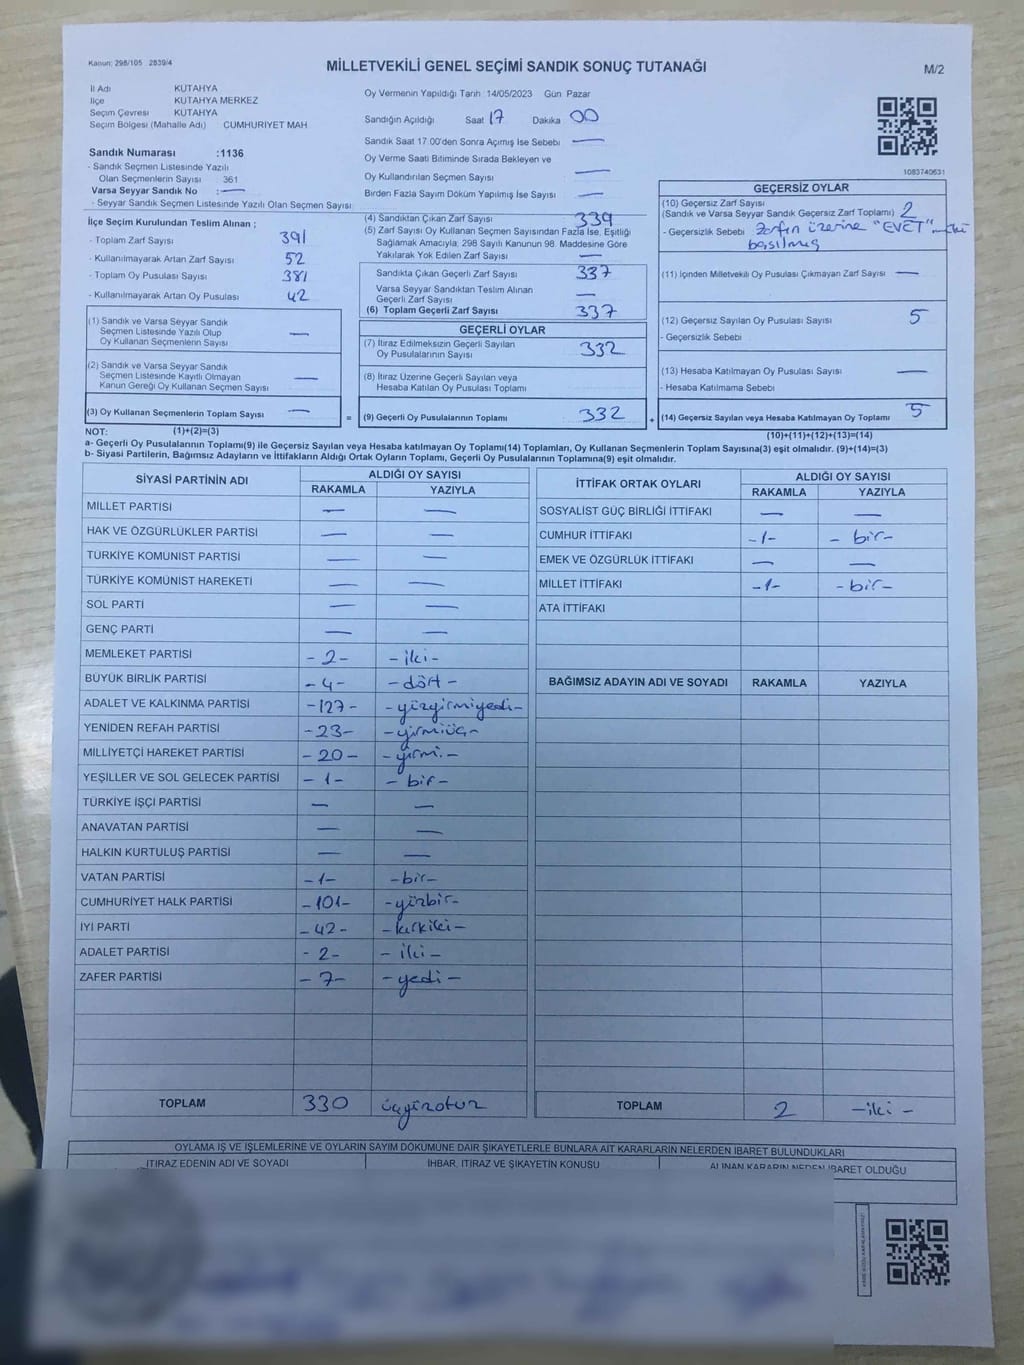 Kanun: 298/105 2839/4
MİLLETVEKİLİ GENEL SEÇİMİ SANDIK SONUÇ TUTANAĞI
M/2
İl Adı KÜTAHYA
İlçe KÜTAHYA MERKEZ
Seçim Çevresi KÜTAHYA
Seçim Bölgesi (Mahalle Adı) CUMHURİYET MAH
Sandık Numarası :1136
- Sandık Seçmen Listesinde Yazılı
Olan Seçmenlerin Sayısı : 361
Varsa Seyyar Sandık No : —
- Seyyar Sandık Seçmen Listesinde Yazılı Olan Seçmen Sayısı:
Oy Vermenin Yapıldığı Tarih :14/05/2023 Gün Pazar
Sandığın Açıldığı Saat 17 Dakika 00
Sandık Saat 17.00'den Sonra Açımış İse Sebebi —
Oy Verme Saati Bitiminde Sırada Bekleyen ve
Oy Kullandırılan Seçmen Sayısı —
Birden Fazla Sayım Döküm Yapılmış İse Sayısı —
1083740631
İlçe Seçim Kurulundan Teslim Alınan ;
- Toplam Zarf Sayısı 391
- Kullanılmayarak Artan Zarf Sayısı 52
- Toplam Oy Pusulası Sayısı 381
- Kullanılmayarak Artan Oy Pusulası 42
(1) Sandık ve Varsa Seyyar Sandık
Seçmen Listesinde Yazılı Olup
Oy Kullanan Seçmenlerin Sayısı —
(2) Sandık ve Varsa Seyyar Sandık
Seçmen Listesinde Kayıtlı Olmayan
Kanun Gereği Oy Kullanan Seçmen Sayısı —
(3) Oy Kullanan Seçmenlerin Toplam Sayısı —
(1)+(2)=(3)
(4) Sandıktan Çıkan Zarf Sayısı 339
(5) Zarf Sayısı Oy Kullanan Seçmen Sayısından Fazla İse, Eşitliği
Sağlamak Amacıyla, 298 Sayılı Kanunun 98. Maddesine Göre
Yakılarak Yok Edilen Zarf Sayısı —
Sandıkta Çıkan Geçerli Zarf Sayısı 337
Varsa Seyyar Sandıktan Teslim Alınan
Geçerli Zarf Sayısı —
(6) Toplam Geçerli Zarf Sayısı 337
GEÇERLİ OYLAR
(7) İtiraz Edilmeksizin Geçerli Sayılan
Oy Pusulalarının Sayısı 332
(8) İtiraz Üzerine Geçerli Sayılan veya
Hesaba Katılan Oy Pusulası Toplamı
= (9) Geçerli Oy Pusulalarının Toplamı 332 +
GEÇERSİZ OYLAR
(10) Geçersiz Zarf Sayısı
(Sandık ve Varsa Seyyar Sandık Geçersiz Zarf Toplamı) 2
- Geçersizlik Sebebi Zarfın üzerine "EVET"
basılmış
(11) İçinden Milletvekili Oy Pusulası Çıkmayan Zarf Sayısı —
(12) Geçersiz Sayılan Oy Pusulası Sayısı 5
- Geçersizlik Sebebi
(13) Hesaba Katılmayan Oy Pusulası Sayısı —
- Hesaba Katılmama Sebebi
(14) Geçersiz Sayılan veya Hesaba Katılmayan Oy Toplamı 5
(10)+(11)+(12)+(13)=(14)
NOT:
a- Geçerli Oy Pusulalarının Toplamı(9) ile Geçersiz Sayılan veya Hesaba katılmayan Oy Toplamı(14) Toplamları, Oy Kullanan Seçmenlerin Toplam Sayısına(3) eşit olmalıdır. (9)+(14)=(3)
b- Siyasi Partilerin, Bağımsız Adayların ve İttifakların Aldığı Ortak Oyların Toplamı, Geçerli Oy Pusulalarının Toplamına(9) eşit olmalıdır.
SİYASİ PARTİNİN ADI ALDIĞI OY SAYISI
RAKAMLA YAZIYLA
MİLLET PARTİSİ — —
HAK VE ÖZGÜRLÜKLER PARTİSİ — —
TÜRKİYE KOMÜNİST PARTİSİ — —
TÜRKİYE KOMÜNİST HAREKETİ — —
SOL PARTİ — —
GENÇ PARTİ — —
MEMLEKET PARTİSİ -2- -iki-
BÜYÜK BİRLİK PARTİSİ -4- -dört-
ADALET VE KALKINMA PARTİSİ -127- -yüzyirmiyedi-
YENİDEN REFAH PARTİSİ -23- -yirmiüç-
MİLLİYETÇİ HAREKET PARTİSİ -20- -yirmi-
YEŞİLLER VE SOL GELECEK PARTİSİ -1- -bir-
TÜRKİYE İŞÇİ PARTİSİ — —
ANAVATAN PARTİSİ — —
HALKIN KURTULUŞ PARTİSİ — —
VATAN PARTİSİ -1- -bir-
CUMHURİYET HALK PARTİSİ -101- -yüzbir-
İYİ PARTİ -42- -kırkiki-
ADALET PARTİSİ -2- -iki-
ZAFER PARTİSİ -7- -yedi-
TOPLAM 330 üçyüzotuz
İTTİFAK ORTAK OYLARI ALDIĞI OY SAYISI
RAKAMLA YAZIYLA
SOSYALİST GÜÇ BİRLİĞİ İTTİFAKI — —
CUMHUR İTTİFAKI -1- -bir-
EMEK VE ÖZGÜRLÜK İTTİFAKI — —
MİLLET İTTİFAKI -1- -bir-
ATA İTTİFAKI
BAĞIMSIZ ADAYIN ADI VE SOYADI RAKAMLA YAZIYLA
TOPLAM 2 -iki-
OYLAMA İŞ VE İŞLEMLERİNE VE OYLARIN SAYIM DÖKÜMÜNE DAİR ŞİKAYETLERLE BUNLARA AİT KARARLARIN NELERDEN İBARET BULUNDUKLARI
İTİRAZ EDENİN ADI VE SOYADI İHBAR, İTİRAZ VE ŞİKAYETİN KONUSU ALINAN KARARIN NEDEN İBARET OLDUĞU